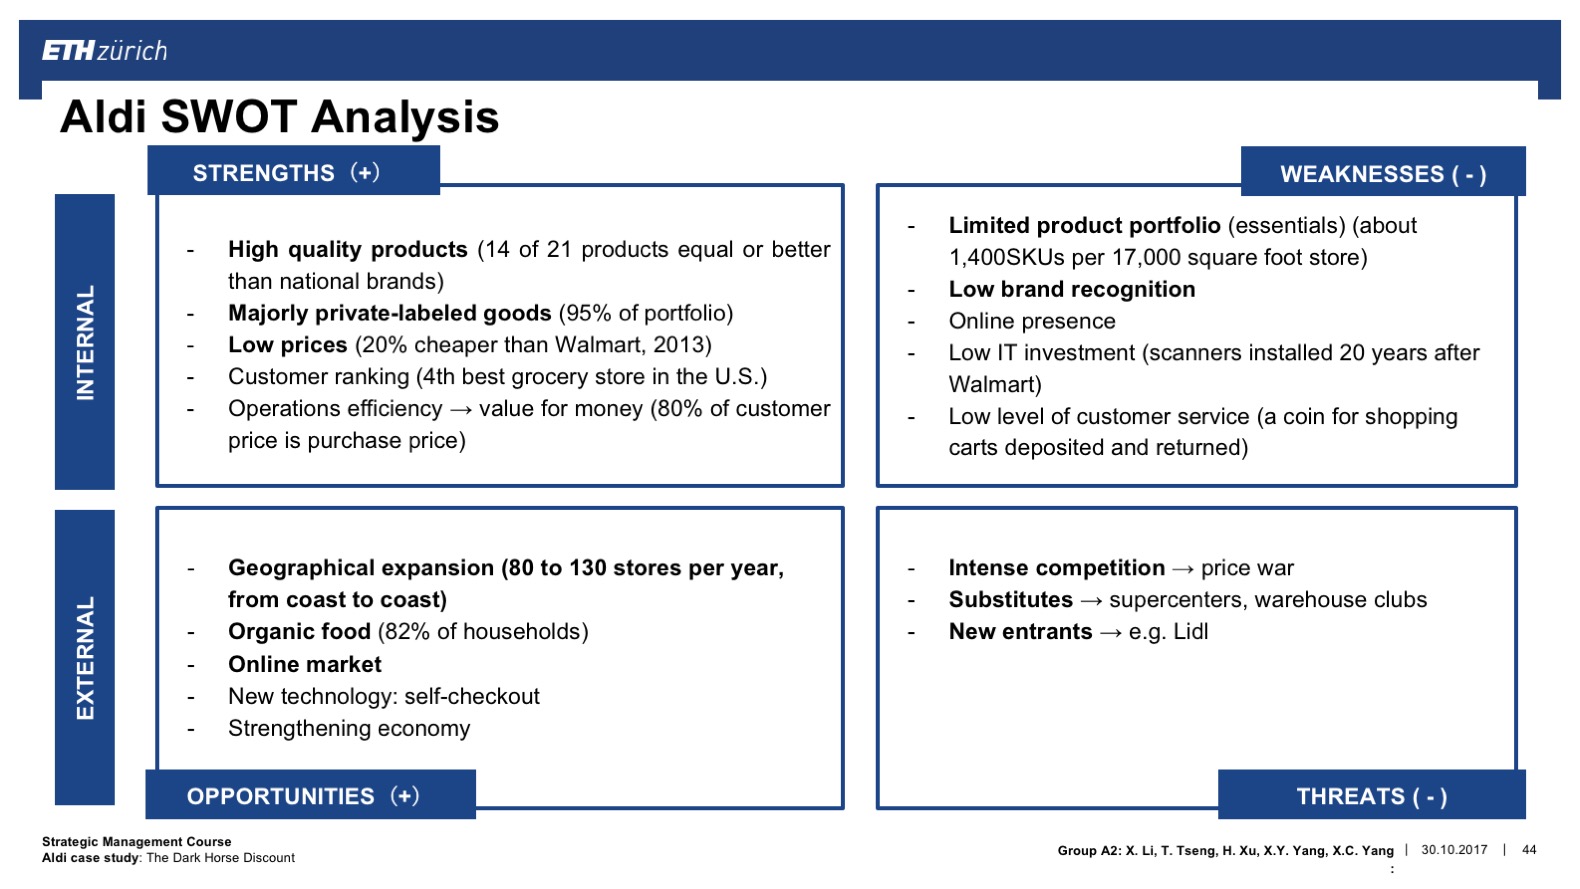 ETH zürich
Aldi SWOT Analysis
STRENGTHS (+)
WEAKNESSES ( - )
INTERNAL
- High quality products (14 of 21 products equal or better
than national brands)
- Majorly private-labeled goods (95% of portfolio)
- Low prices (20% cheaper than Walmart, 2013)
- Customer ranking (4th best grocery store in the U.S.)
- Operations efficiency → value for money (80% of customer
price is purchase price)
- Limited product portfolio (essentials) (about
1,400SKUs per 17,000 square foot store)
- Low brand recognition
- Online presence
- Low IT investment (scanners installed 20 years after
Walmart)
- Low level of customer service (a coin for shopping
carts deposited and returned)
EXTERNAL
- Geographical expansion (80 to 130 stores per year,
from coast to coast)
- Organic food (82% of households)
- Online market
- New technology: self-checkout
- Strengthening economy
- Intense competition → price war
- Substitutes → supercenters, warehouse clubs
- New entrants → e.g. Lidl
OPPORTUNITIES (+)
THREATS ( - )
Strategic Management Course
Aldi case study: The Dark Horse Discount
Group A2: X. Li, T. Tseng, H. Xu, X.Y. Yang, X.C. Yang | 30.10.2017 | 44
: